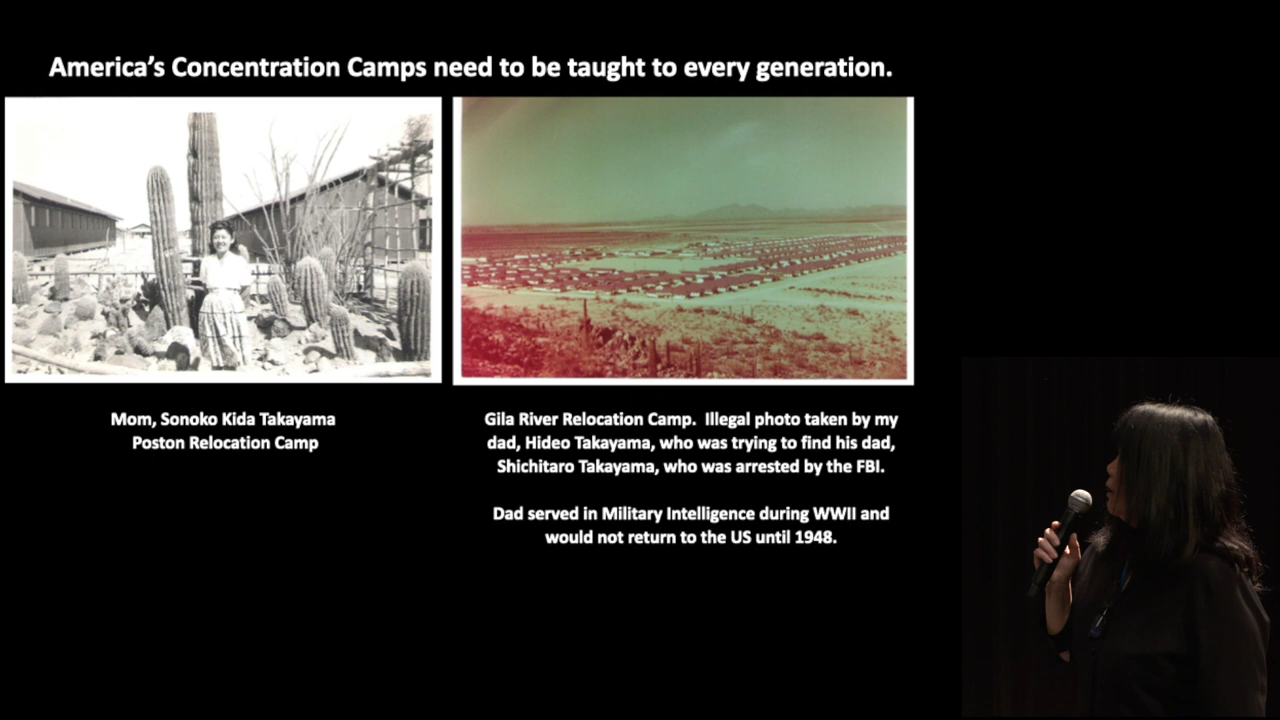 America's Concentration Camps need to be taught to every generation.
Mom, Sonoko Kida Takayama
Poston Relocation Camp
Gila River Relocation Camp.  Illegal photo taken by my
dad, Hideo Takayama, who was trying to find his dad,
Shichitaro Takayama, who was arrested by the FBI.
Dad served in Military Intelligence during WWII and
would not return to the US until 1948.